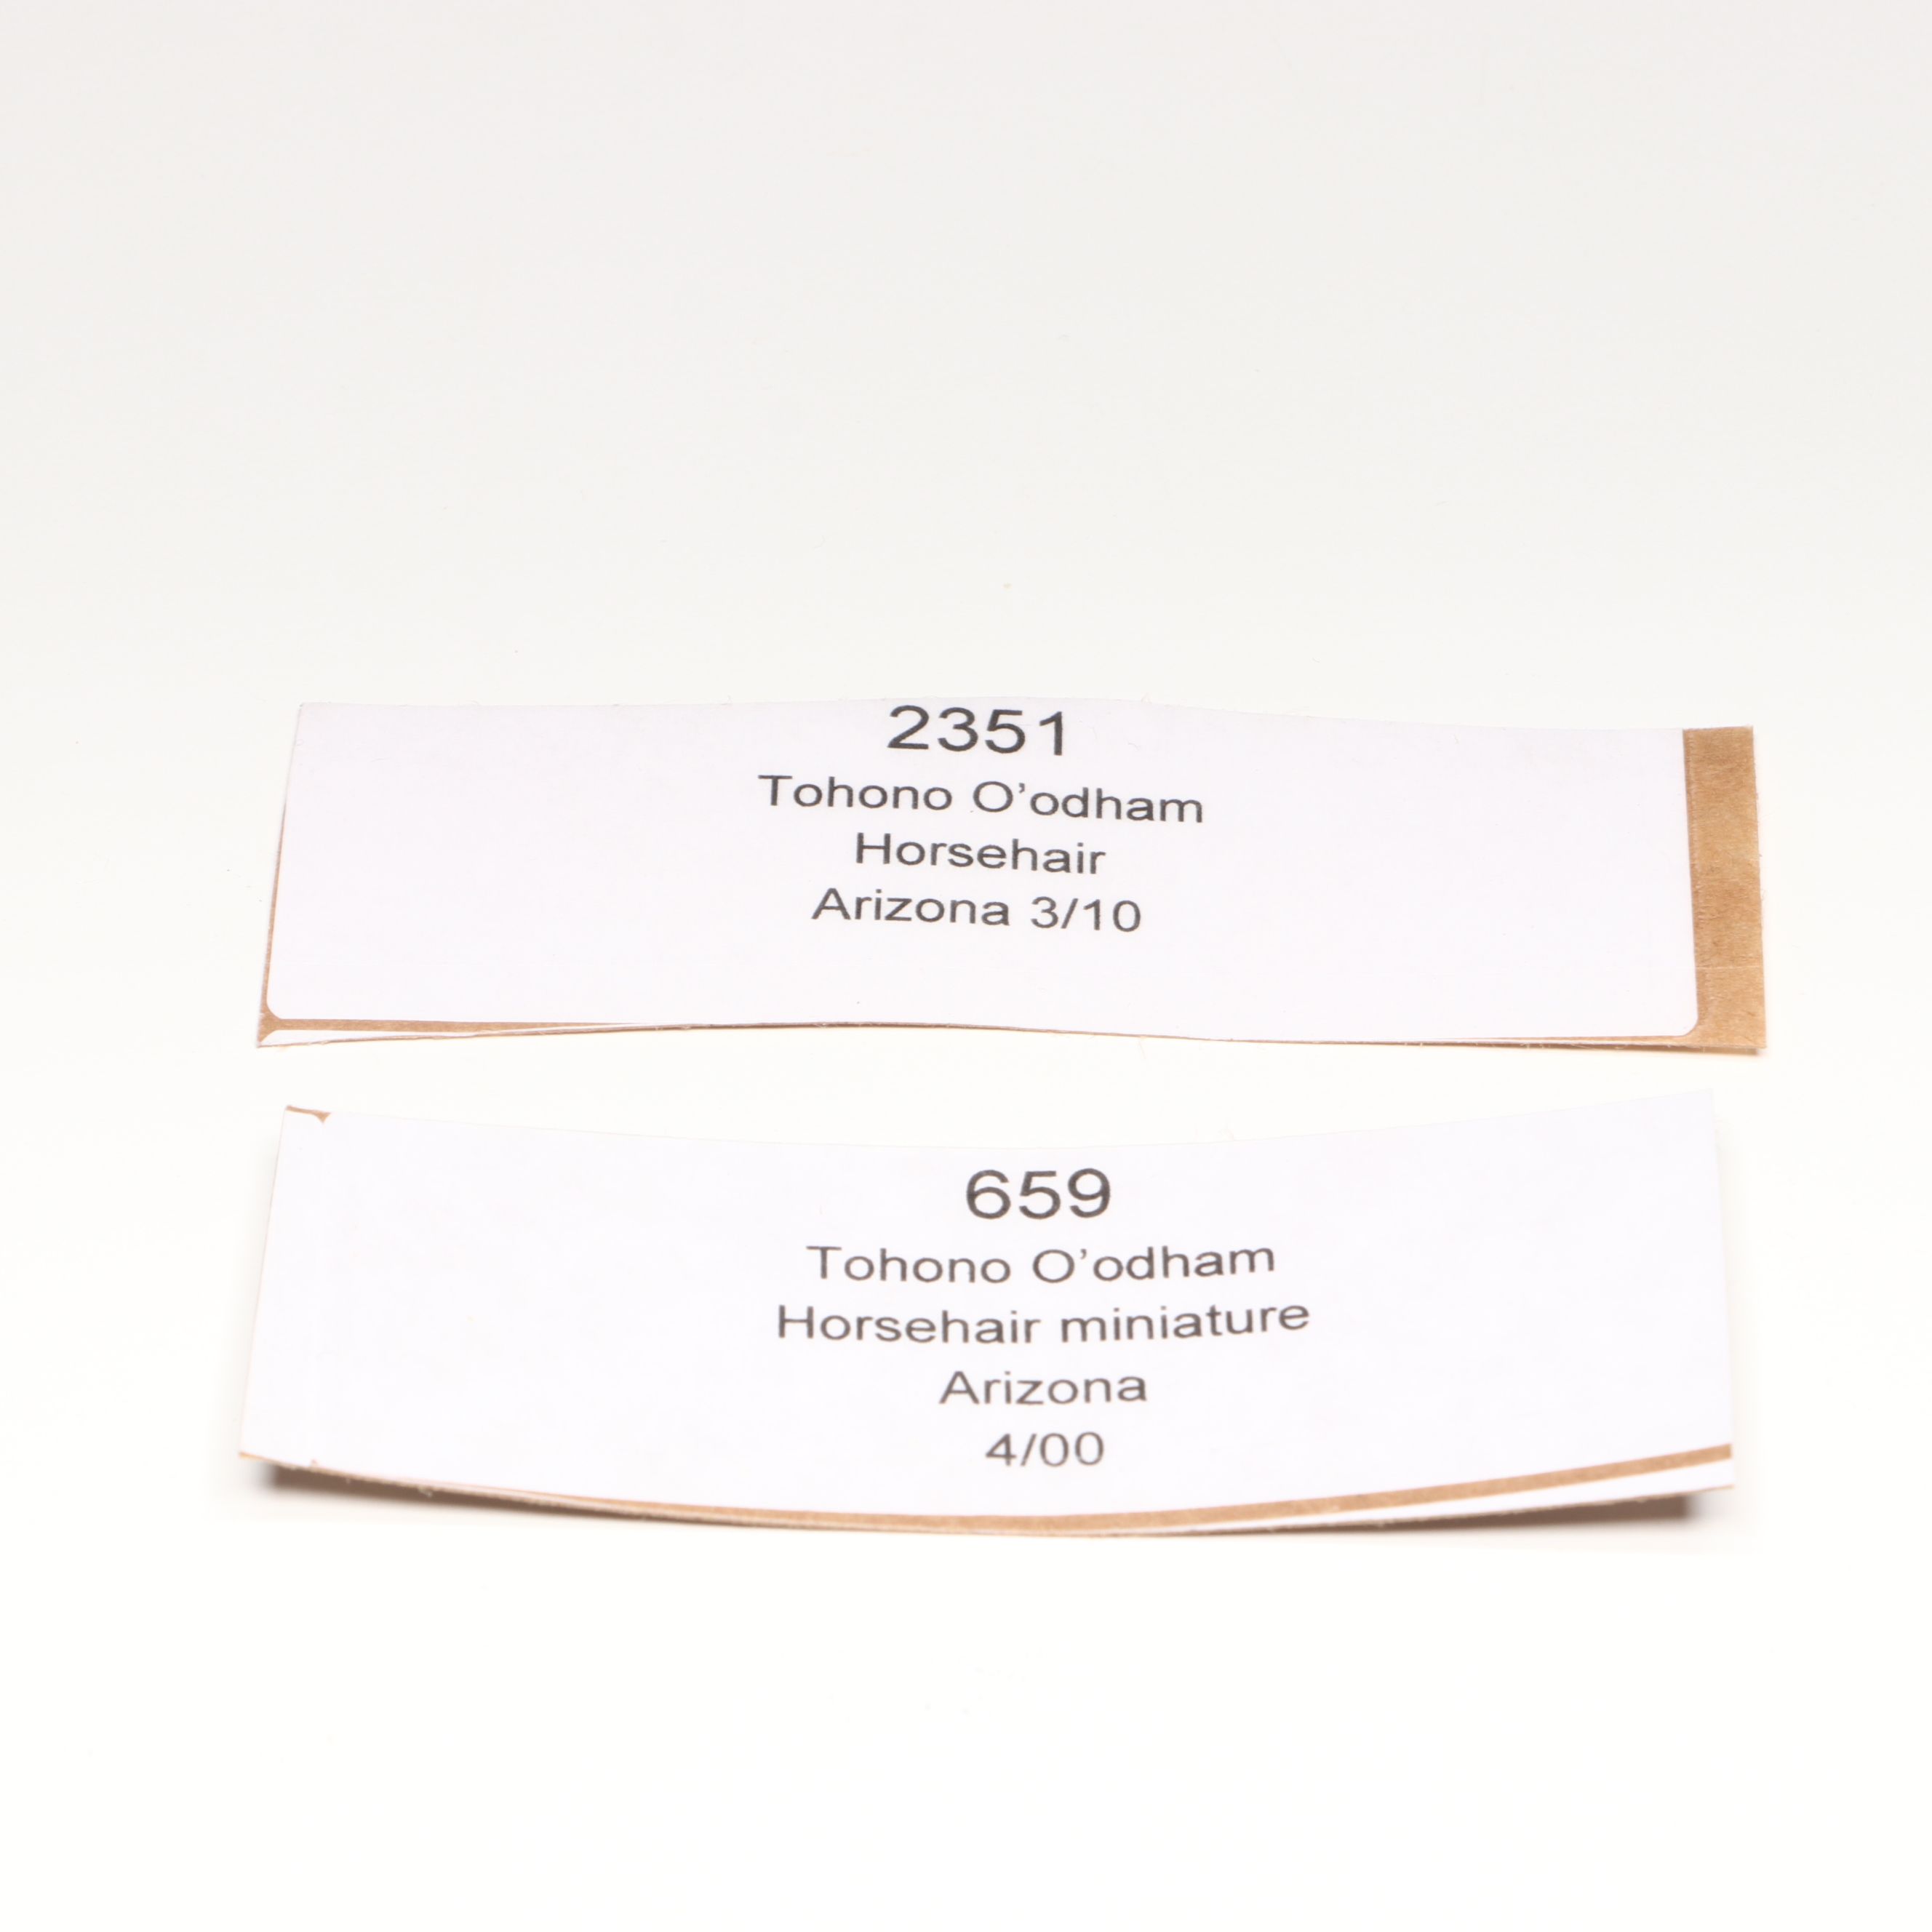 2351
Tohono O’odham
Horsehair
Arizona 3/10
659
Tohono O’odham
Horsehair miniature
Arizona
4/00